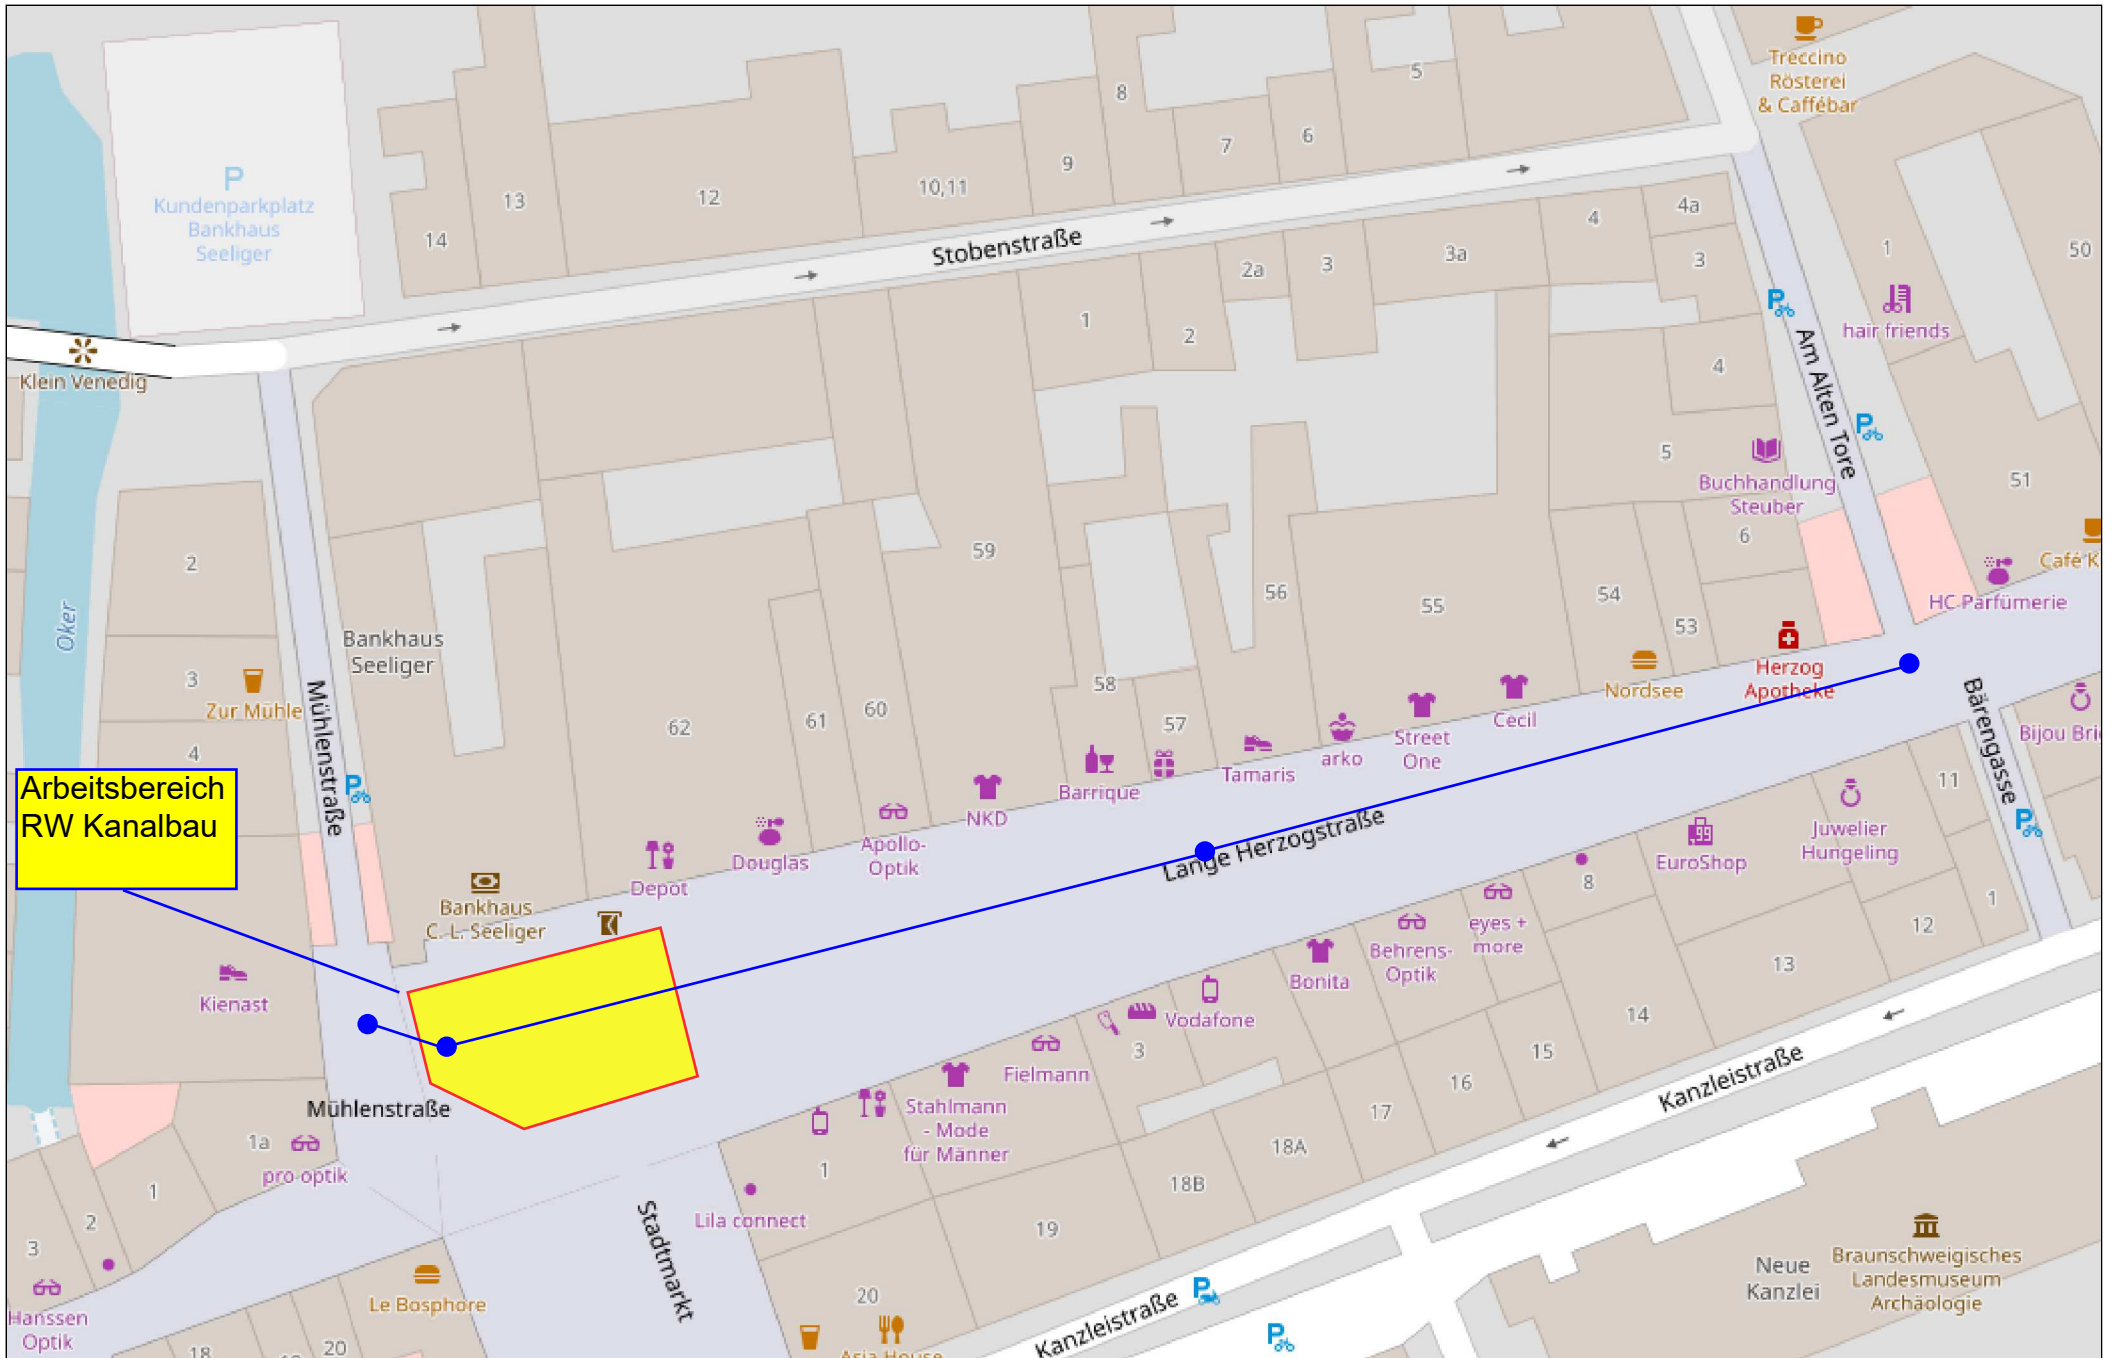 Treccino
Rösterei
& Caffébar
5
8
6
7
9
P
Kundenparkplatz
Bankhaus
Seeliger
10,11
12
13
14
4a
4
3
3a
3
2a
Stobenstraße
1
50
hair friends
1
2
Klein Venedig
Am Alten Tore
4
5
Buchhandlung
Steuber
51
6
Café K
HC Parfümerie
2
59
56
55
54
53
Oker
Bankhaus
Seeliger
Herzog
Apotheke
Nordsee
3
Zur Mühle
Mühlenstraße
62
61
60
58
57
Cecil
Street
One
arko
Tamaris
Barrique
NKD
Bärengasse
Bijou Bri
4
Arbeitsbereich
RW Kanalbau
Apollo-
Optik
Douglas
Depot
Lange Herzogstraße
11
Juwelier
Hungeling
EuroShop
8
1
12
13
Bankhaus
C. L. Seeliger
eyes +
more
Behrens-
Optik
Bonita
Kienast
Vodafone
3
Fielmann
14
15
16
17
Kanzleistraße
Mühlenstraße
Stahlmann
- Mode
für Männer
1a
pro optik
1
18A
18B
1
2
3
Lila connect
19
Stadtmarkt
Hanssen
Optik
Le Bosphore
20
Kanzleistraße
Neue
Kanzlei
Braunschweigisches
Landesmuseum
Archäologie
18
20
Asia House